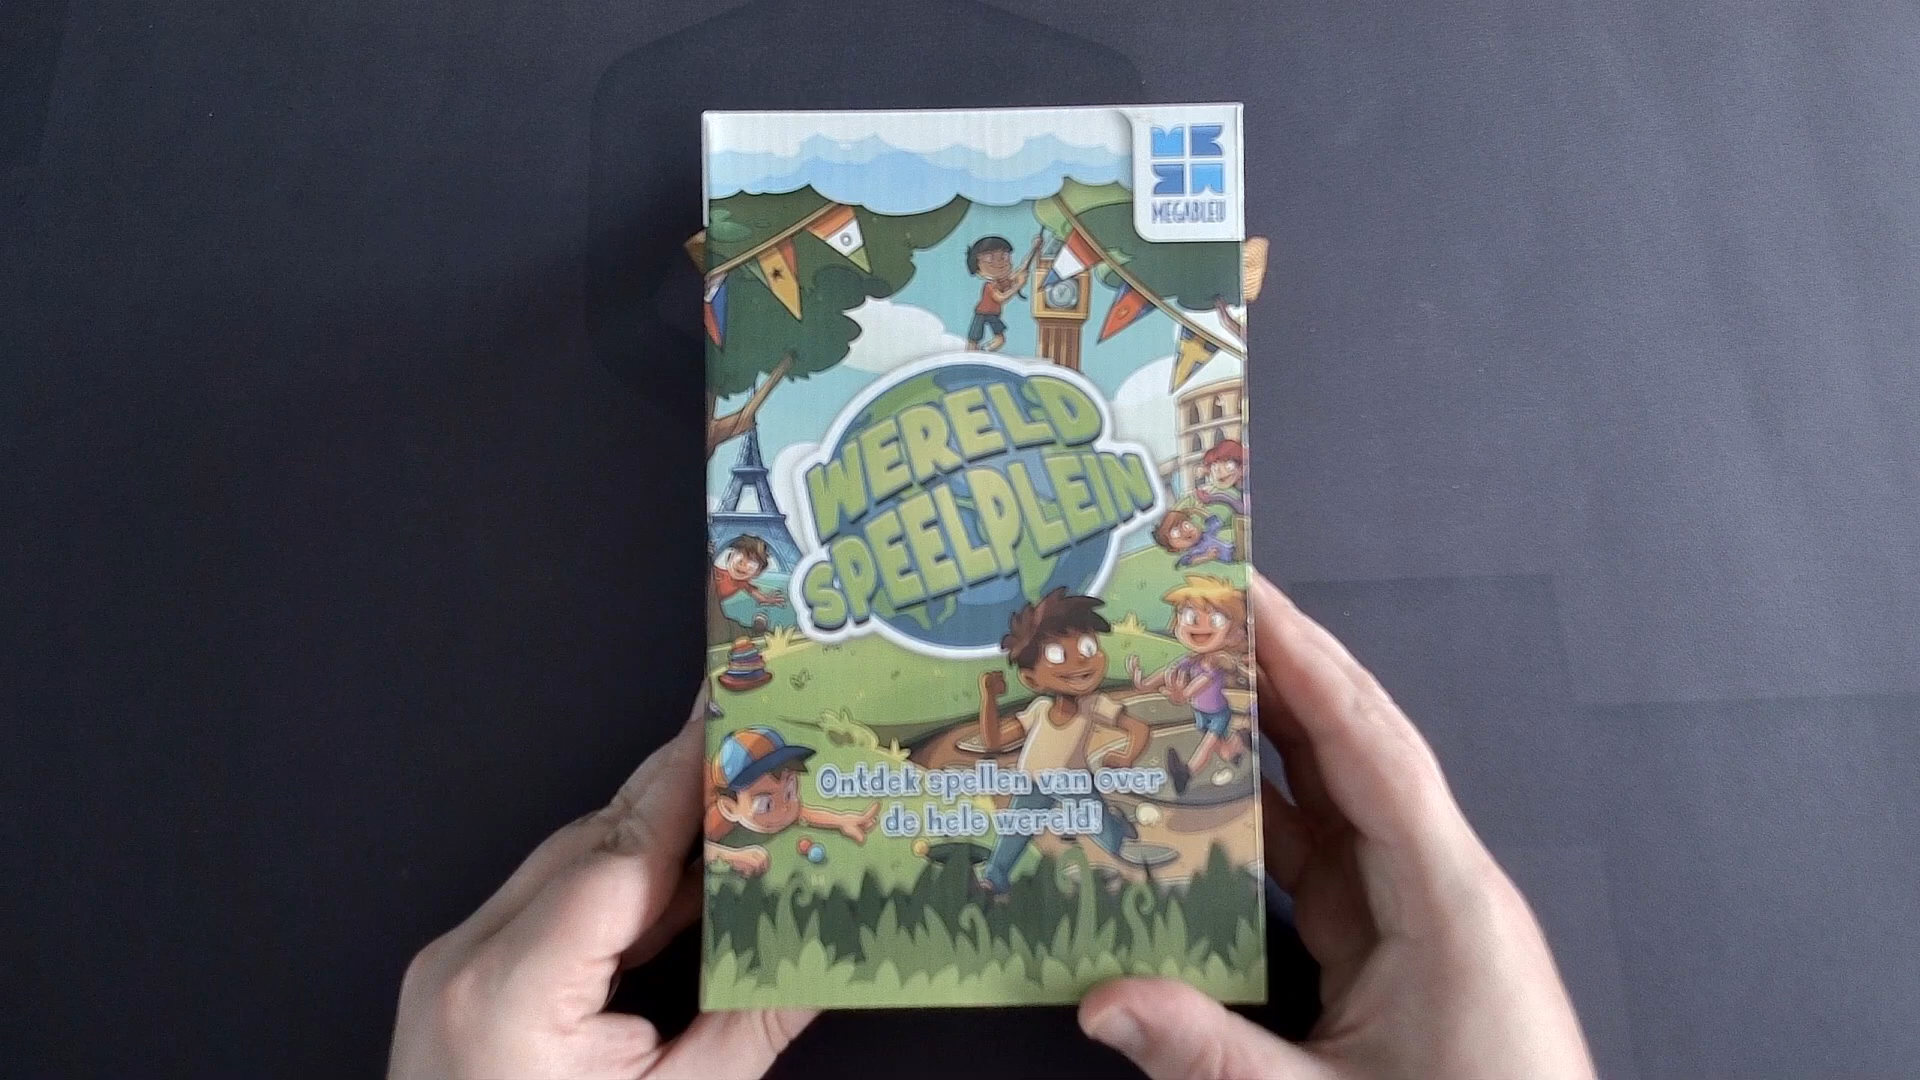 MEGABLEU
WERELD
SPEELPLEIN
Ontdek spellen van over
de hele wereld!